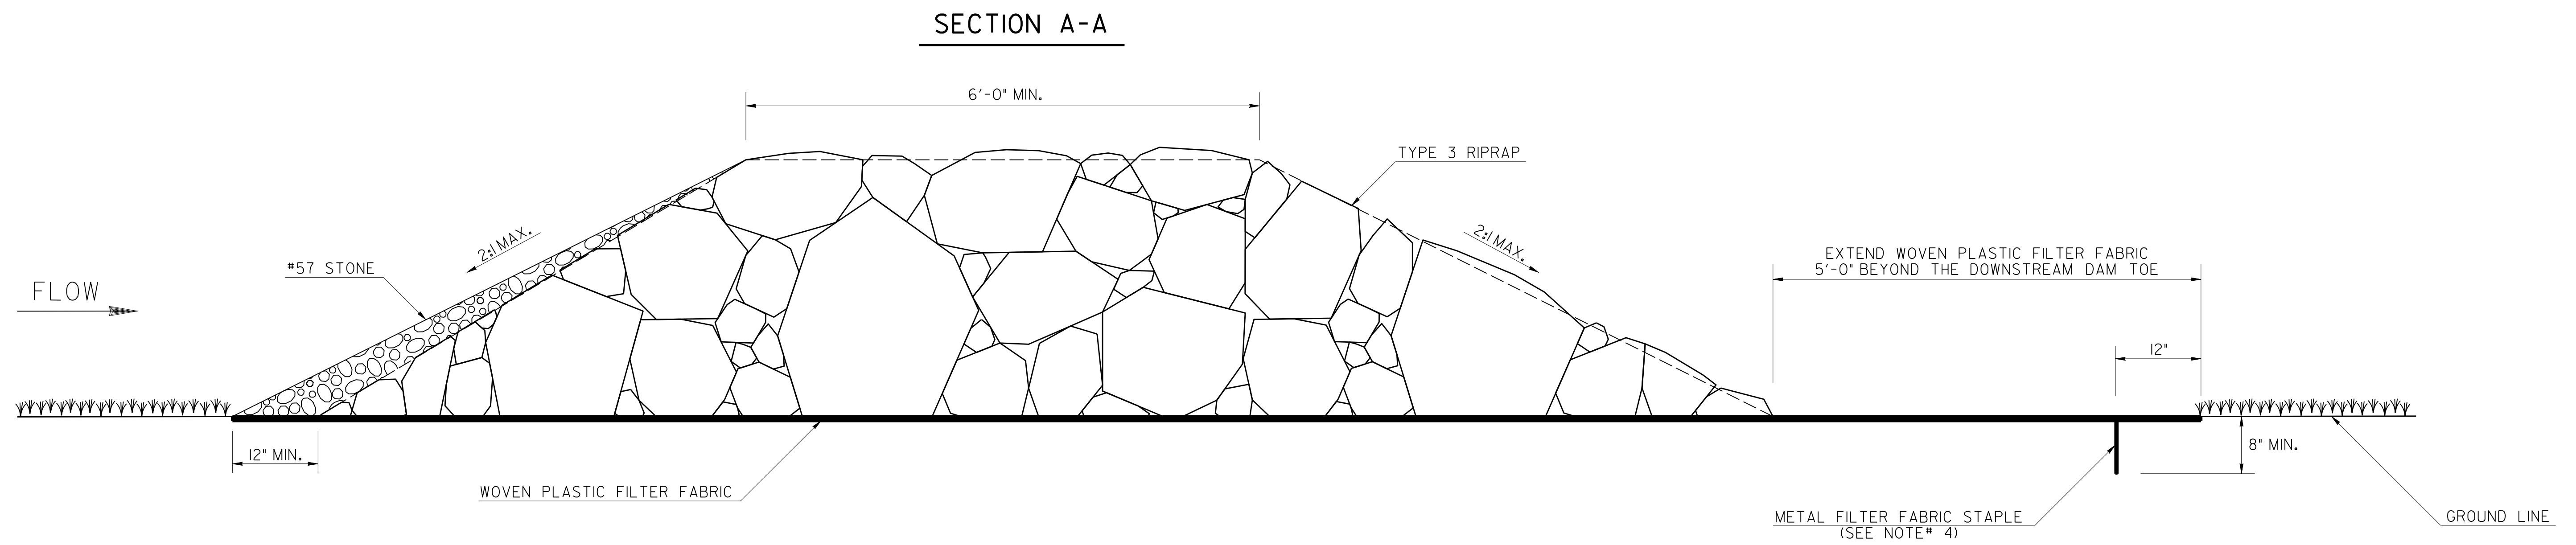 SECTION A-A
6'-0" MIN.
TYPE 3 RIPRAP
2:1 MAX.
2:1 MAX.
#57 STONE
FLOW
EXTEND WOVEN PLASTIC FILTER FABRIC
5'-0" BEYOND THE DOWNSTREAM DAM TOE
12"
12" MIN.
8" MIN.
WOVEN PLASTIC FILTER FABRIC
METAL FILTER FABRIC STAPLE
(SEE NOTE# 4)
GROUND LINE